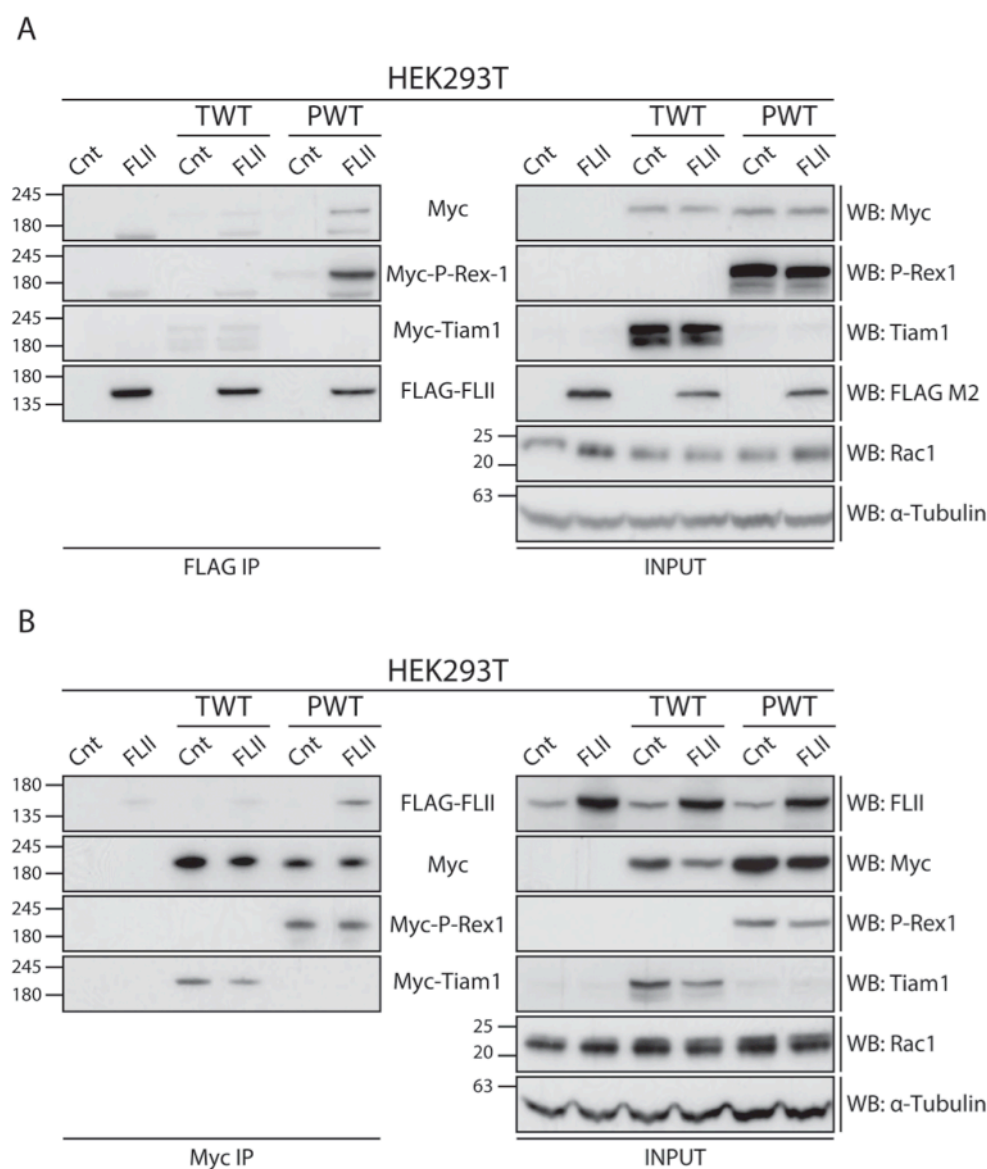 A
HEK293T
TWT PWT TWT PWT
Cnt FLII Cnt FLII Cnt FLII Cnt FLII Cnt FLII Cnt FLII
245
180
Myc
WB: Myc
245
180
Myc-P-Rex-1
WB: P-Rex1
245
180
Myc-Tiam1
WB: Tiam1
180
135
FLAG-FLII
WB: FLAG M2
25
20
WB: Rac1
63
WB: α-Tubulin
FLAG IP INPUT
B
HEK293T
TWT PWT TWT PWT
Cnt FLII Cnt FLII Cnt FLII Cnt FLII Cnt FLII Cnt FLII
180
135
FLAG-FLII
WB: FLII
245
180
Myc
WB: Myc
245
180
Myc-P-Rex1
WB: P-Rex1
245
180
Myc-Tiam1
WB: Tiam1
25
20
WB: Rac1
63
WB: α-Tubulin
Myc IP INPUT